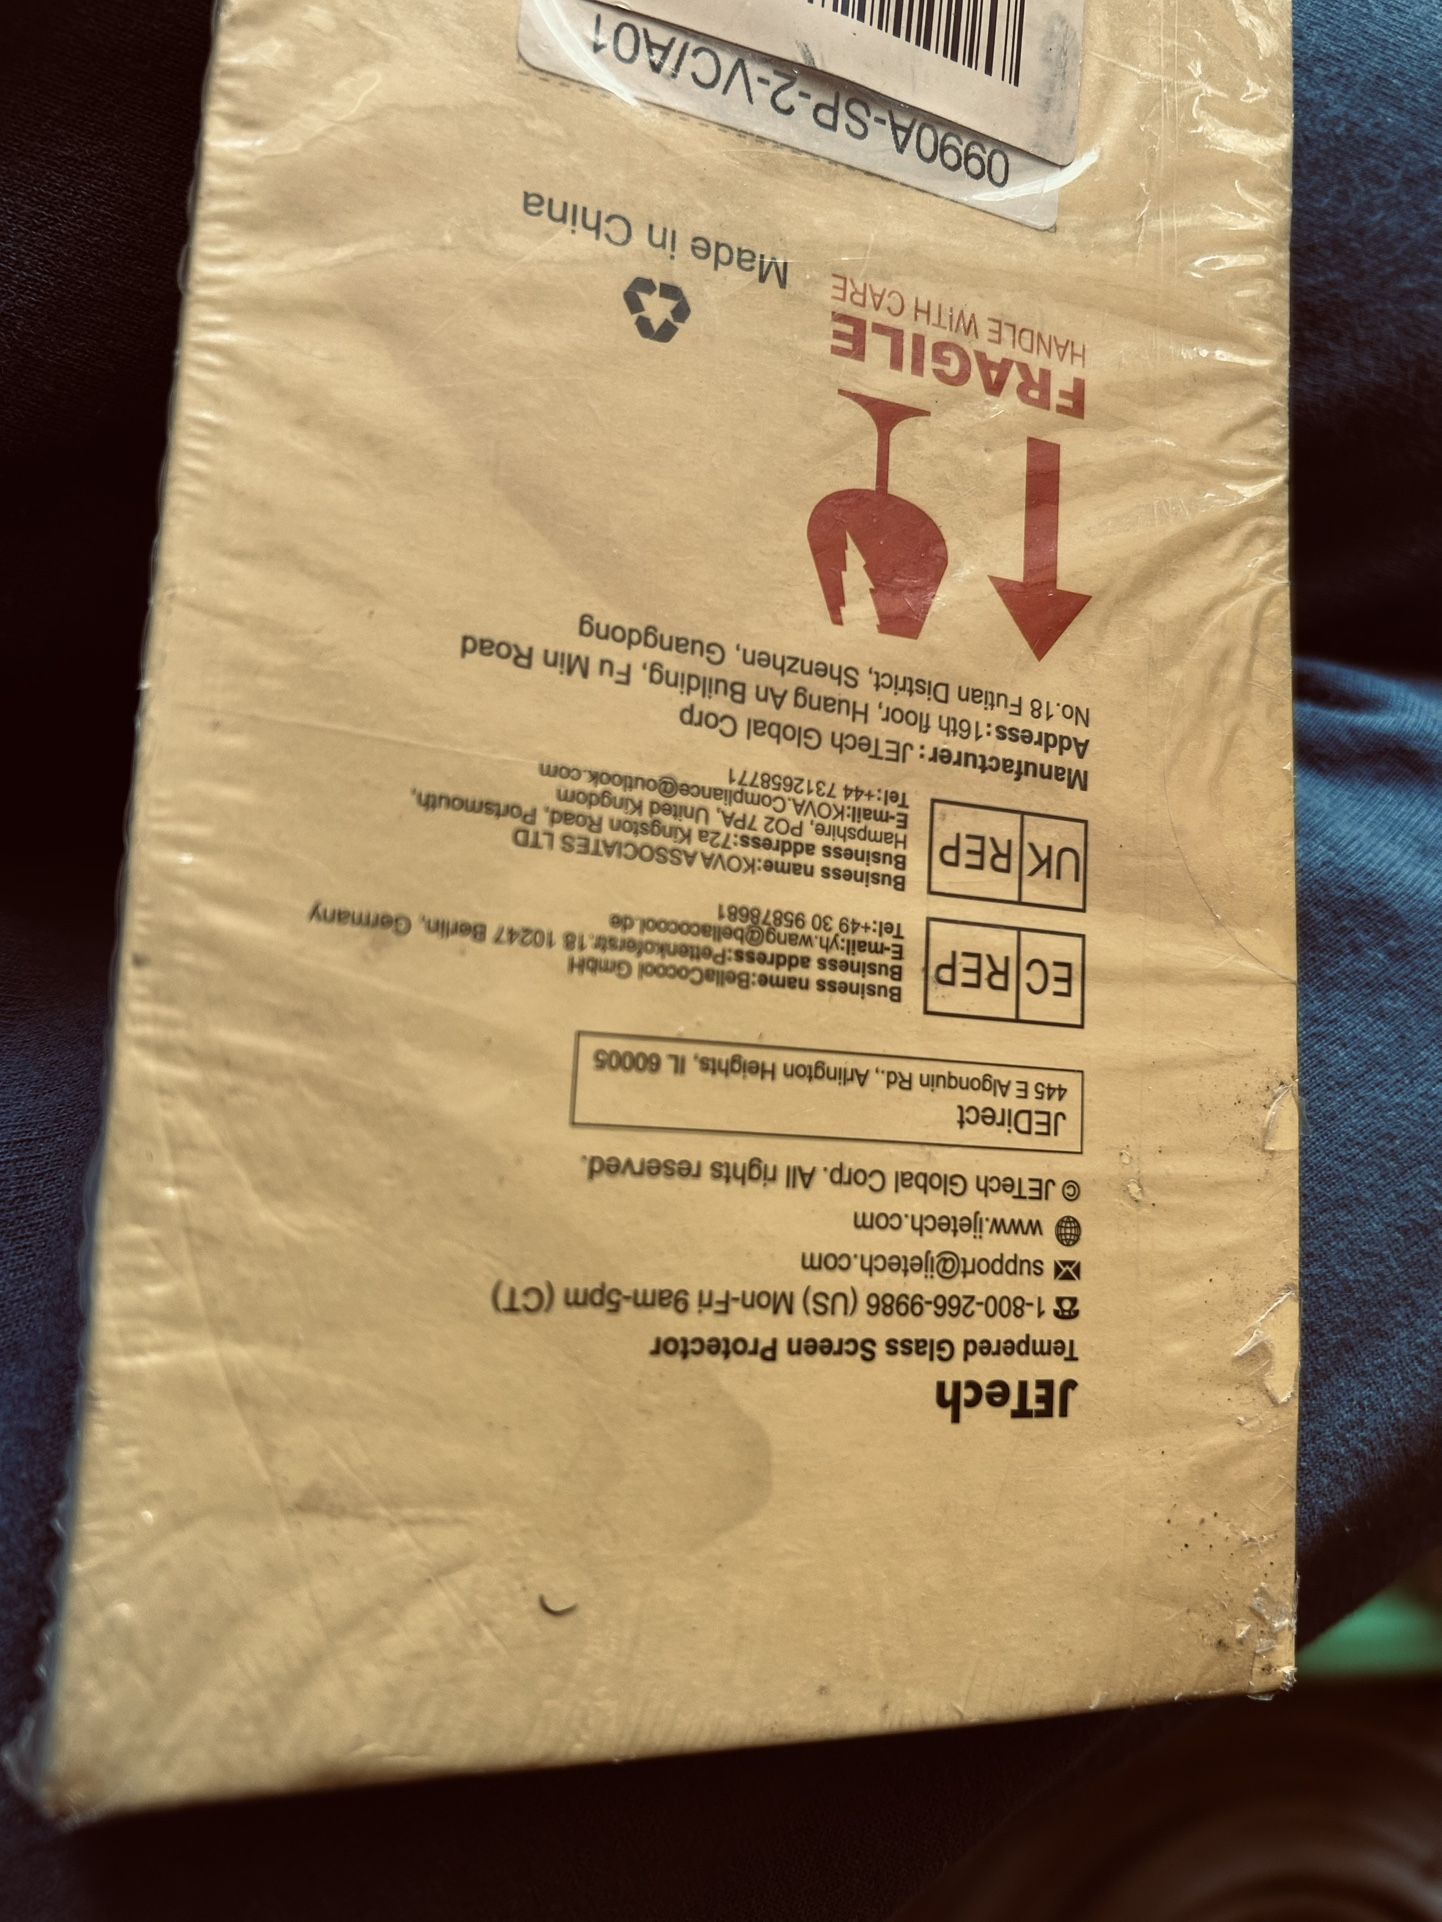 JETech
Tempered Glass Screen Protector
1-800-266-9986 (US) Mon-Fri 9am-5pm (CT)
support@ijetech.com
www.ijetech.com
© JETech Global Corp. All rights reserved.
JEDirect
445 E Algonquin Rd., Arlington Heights, IL 60005
EC REP
Business name:BellaCocool GmbH
Business address:Pettenkoferstr.18 10247 Berlin, Germany
E-mail:yh.wang@bellacocool.de
Tel:+49 30 95878681
UK REP
Business name:KOVA ASSOCIATES LTD
Business address:72a Kingston Road, Portsmouth,
Hampshire, PO2 7PA, United Kingdom
E-mail:KOVA.Compliance@outlook.com
Tel:+44 7312658771
Manufacturer: JETech Global Corp
Address:16th floor, Huang An Building, Fu Min Road
No.18 Futian District, Shenzhen, Guangdong
FRAGILE
HANDLE WITH CARE
Made in China
0990A-SP-2-VC/A01